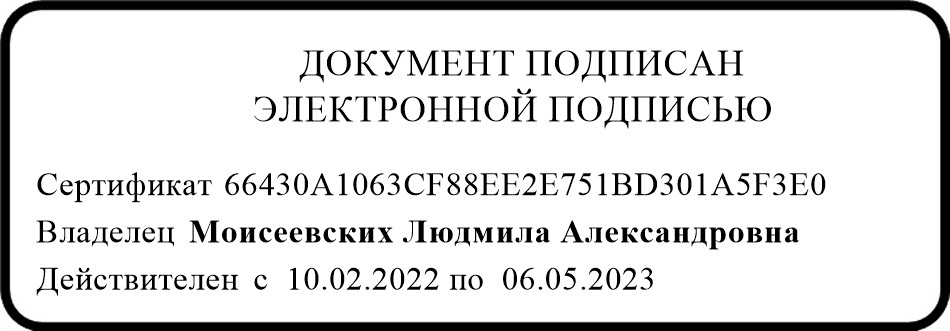 ДОКУМЕНТ ПОДПИСАН
ЭЛЕКТРОННОЙ ПОДПИСЬЮ
Сертификат 66430A1063CF88EE2E751BD301A5F3E0
Владелец Моисеевских Людмила Александровна
Действителен с 10.02.2022 по 06.05.2023